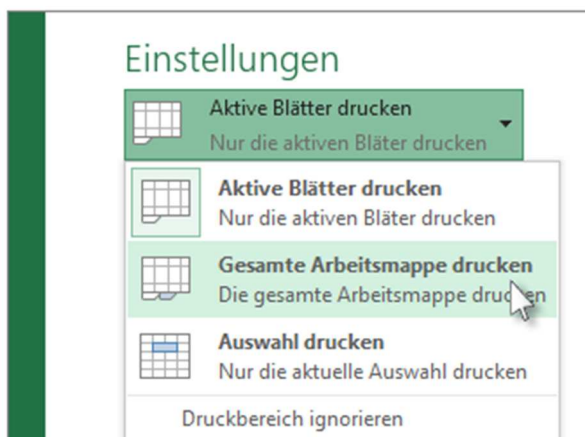 Einstellungen
Aktive Blätter drucken
Nur die aktiven Bläter drucken
Aktive Blätter drucken
Nur die aktiven Bläter drucken
Gesamte Arbeitsmappe drucken
Die gesamte Arbeitsmappe drucken
Auswahl drucken
Nur die aktuelle Auswahl drucken
Druckbereich ignorieren